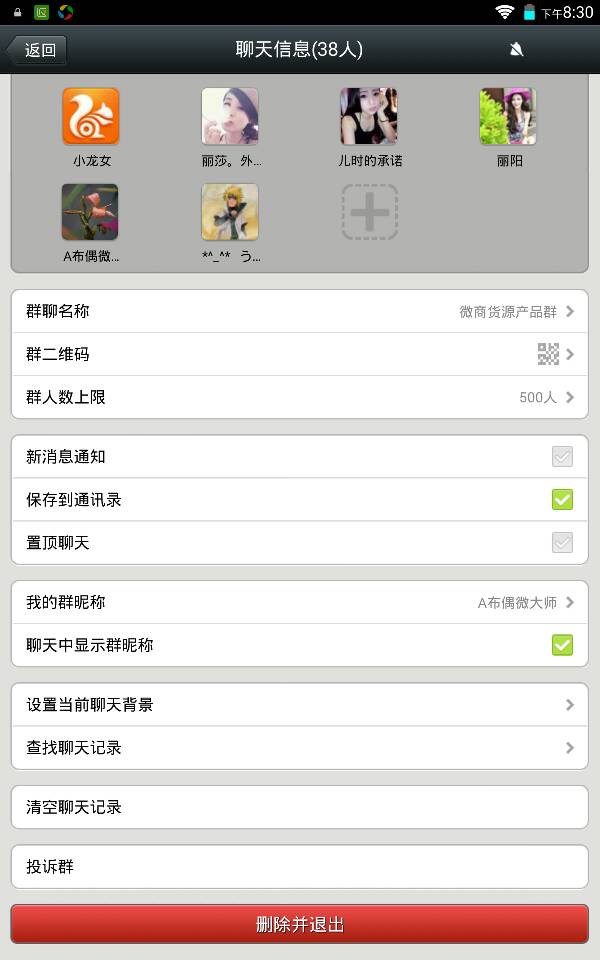 下午8:30
返回
聊天信息(38人)
小龙女
丽莎。外...
儿时的承诺
丽阳
A布偶微...
**^_^** う...
群聊名称
微商货源产品群
群二维码
群人数上限
500人
新消息通知
保存到通讯录
置顶聊天
我的群昵称
A布偶微大师
聊天中显示群昵称
设置当前聊天背景
查找聊天记录
清空聊天记录
投诉群
删除并退出